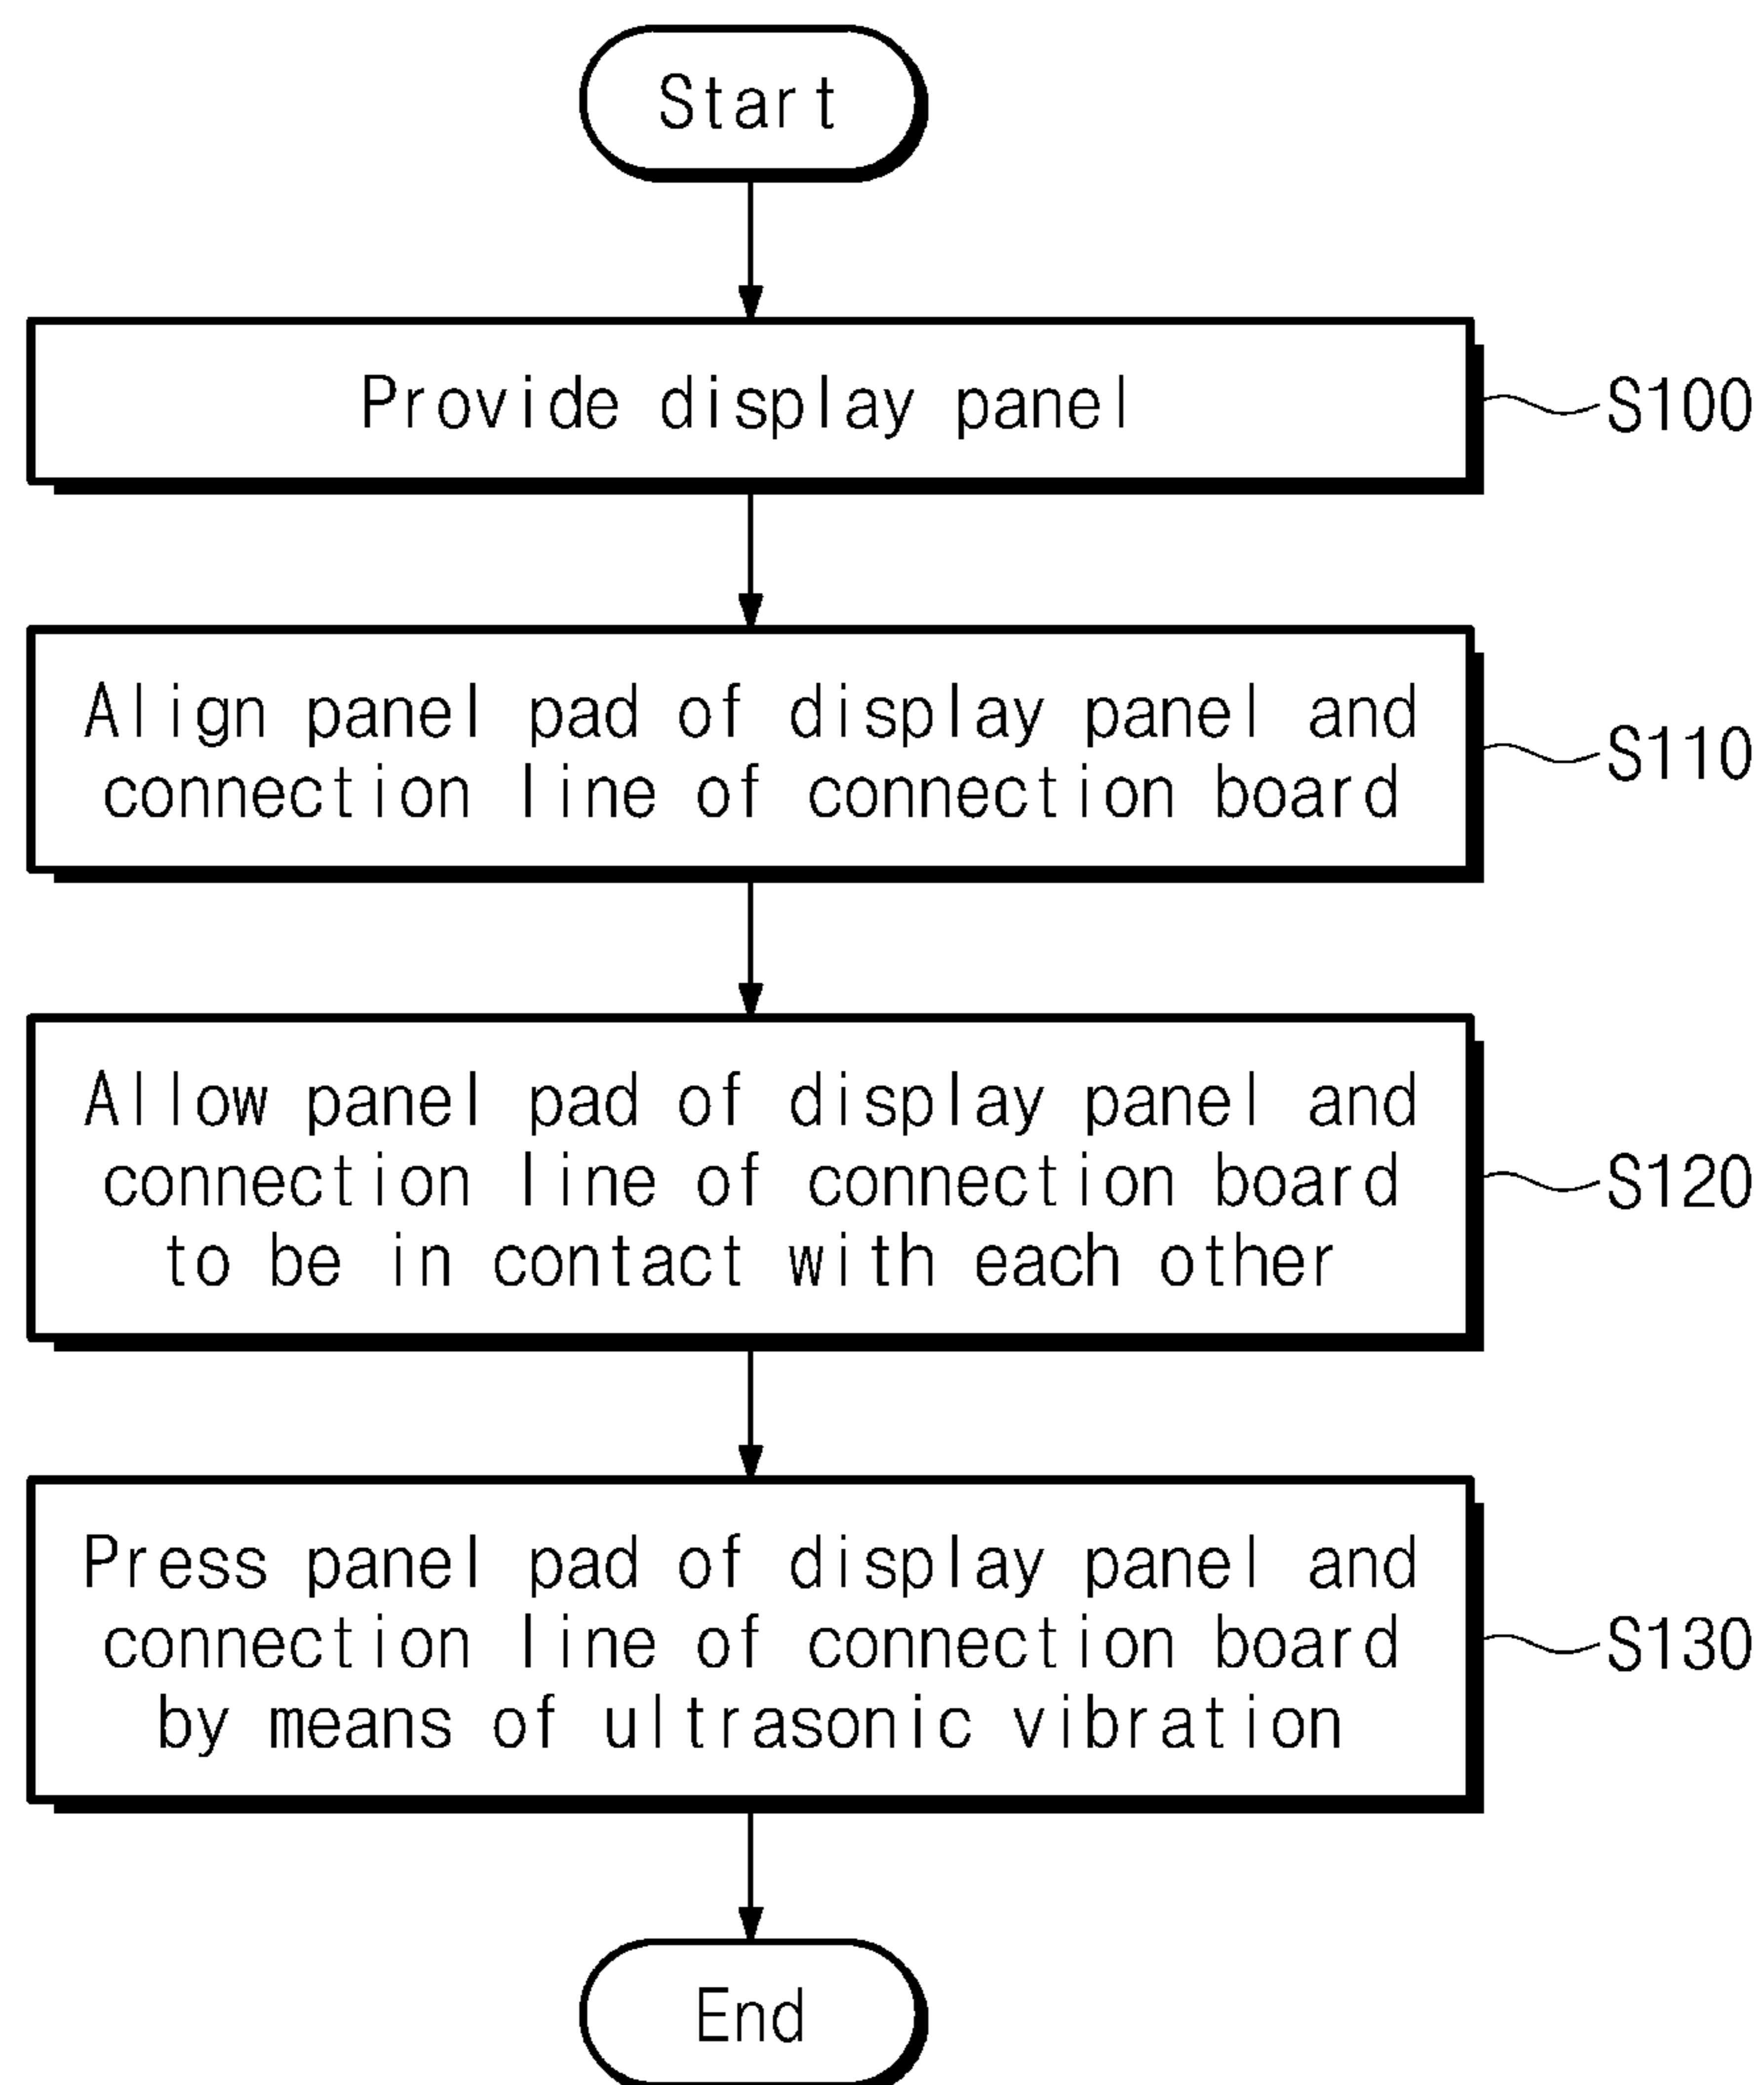 Start
Provide display panel
S100
Align panel pad of display panel and
connection line of connection board
S110
Allow panel pad of display panel and
connection line of connection board
to be in contact with each other
S120
Press panel pad of display panel and
connection line of connection board
by means of ultrasonic vibration
S130
End